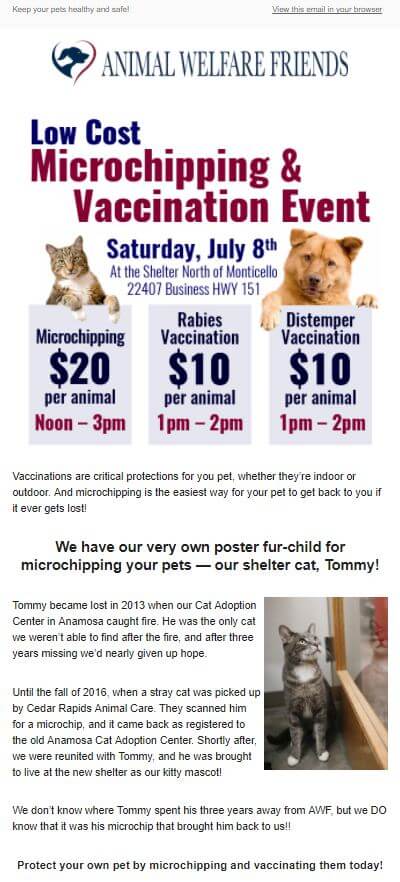 Keep your pets healthy and safe!
View this email in your browser
ANIMAL WELFARE FRIENDS
Low Cost
Microchipping &
Vaccination Event
Saturday, July 8th
At the Shelter North of Monticello
22407 Business HWY 151
Microchipping
$20
per animal
Noon – 3pm
Rabies
Vaccination
$10
per animal
1pm – 2pm
Distemper
Vaccination
$10
per animal
1pm – 2pm
Vaccinations are critical protections for you pet, whether they're indoor or
outdoor. And microchipping is the easiest way for your pet to get back to you if
it ever gets lost!
We have our very own poster fur-child for
microchipping your pets — our shelter cat, Tommy!
Tommy became lost in 2013 when our Cat Adoption
Center in Anamosa caught fire. He was the only cat
we weren't able to find after the fire, and after three
years missing we'd nearly given up hope.
Until the fall of 2016, when a stray cat was picked up
by Cedar Rapids Animal Care. They scanned him
for a microchip, and it came back as registered to
the old Anamosa Cat Adoption Center. Shortly after,
we were reunited with Tommy, and he was brought
to live at the new shelter as our kitty mascot!
We don't know where Tommy spent his three years away from AWF, but we DO
know that it was his microchip that brought him back to us!!
Protect your own pet by microchipping and vaccinating them today!